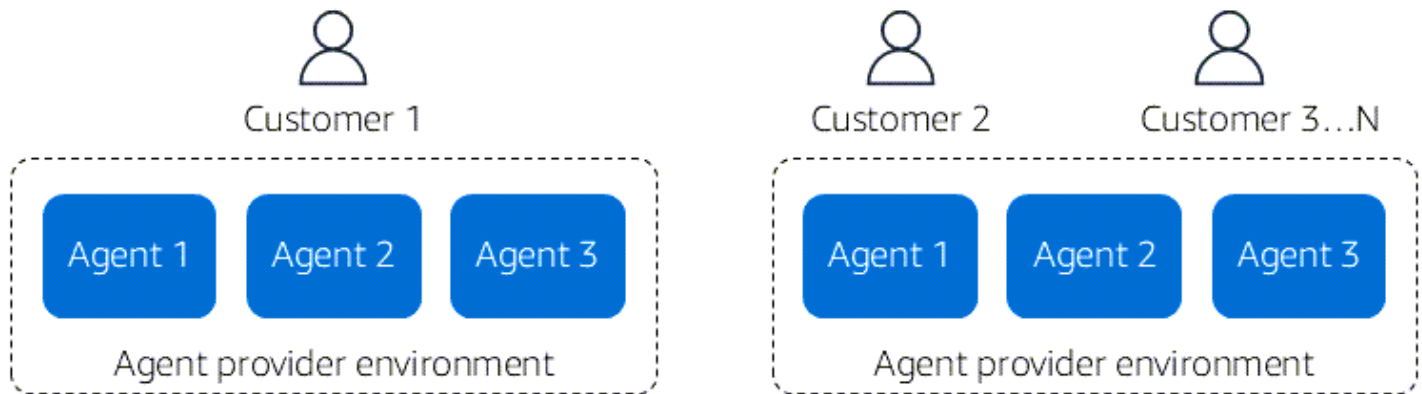 Customer 1
Customer 2
Customer 3...N
Agent 1
Agent 2
Agent 3
Agent provider environment
Agent 1
Agent 2
Agent 3
Agent provider environment